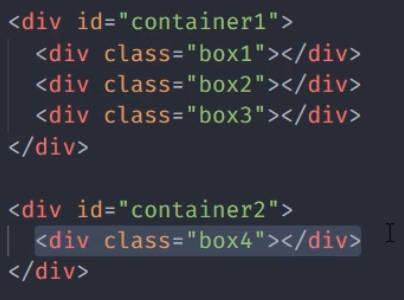 <div id="container1">
<div class="box1"></div>
<div class="box2"></div>
<div class="box3"></div>
</div>
<div id="container2">
<div class="box4"></div>
</div>